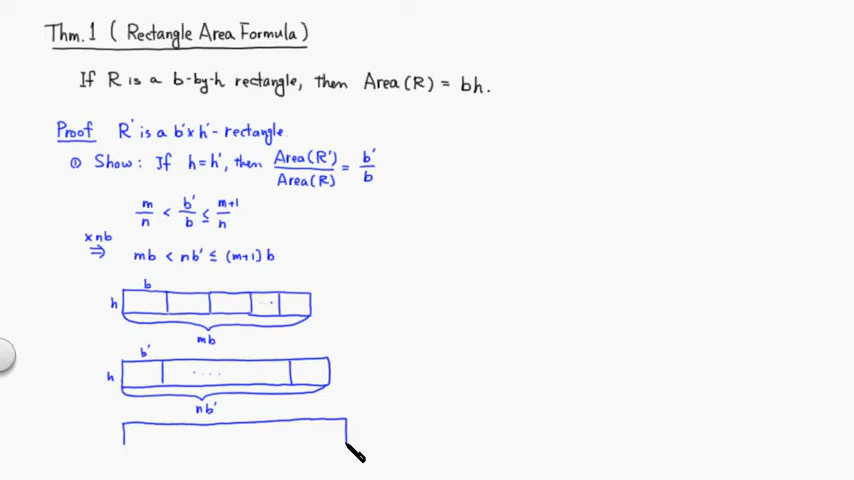 Thm. 1 ( Rectangle Area Formula )
If R is a b-by-h rectangle, then Area (R) = bh.
Proof R' is a b'×h'- rectangle.
① Show: If h=h', then Area(R')/Area(R) = b'/b
m/n < b'/b ≤ m+1/n
×nb
⇒ mb < nb' ≤ (m+1) b
b
h ...
mb
b'
h ....
nb'